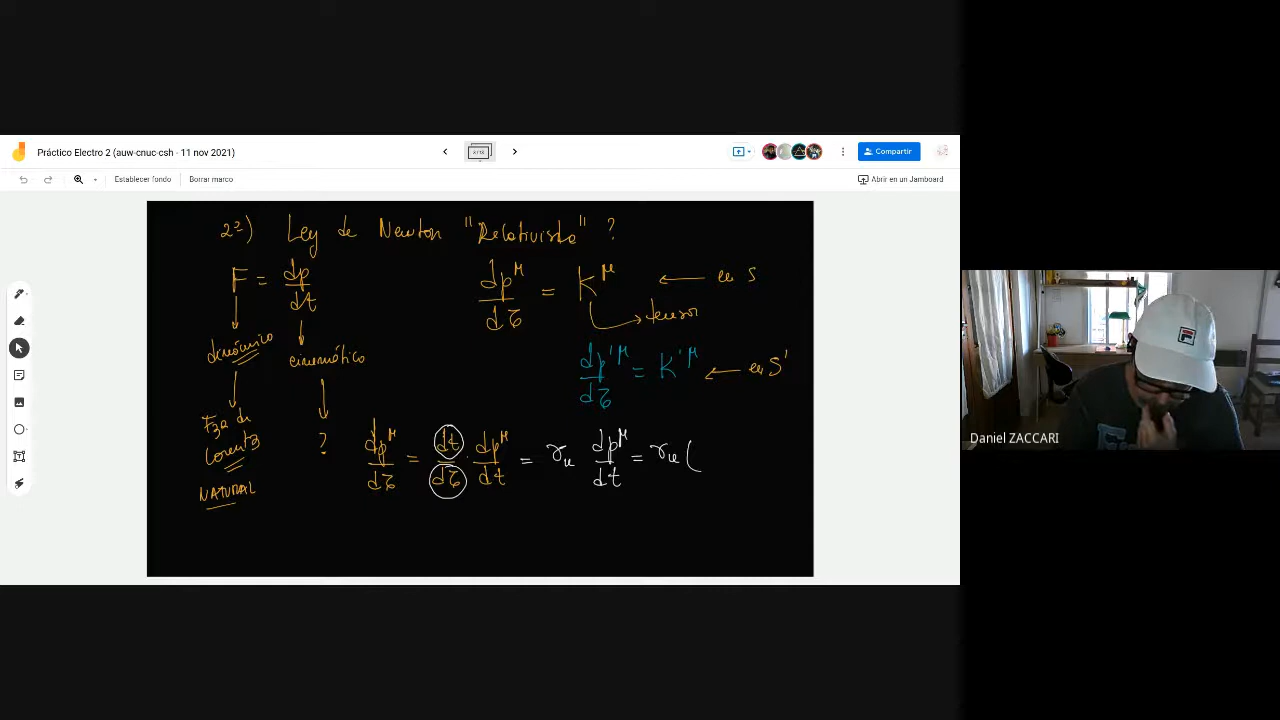 Práctico Electro 2 (auw-cnuc-csh - 11 nov 2021)
Compartir
Establecer fondo
Borrar marco
Abrir en un Jamboard
2º) Ley de Newton "Relativista" ?
F = dp/dt
dp^μ/dτ = K^μ ← en S
tensor
dinámico
cinemático
dp'^μ/dτ = K'^μ ← en S'
Fza de
Lorentz
?
dp^μ/dτ = dt/dτ · dp^μ/dt = γu dp^μ/dt = γu (
NATURAL
Daniel ZACCARI